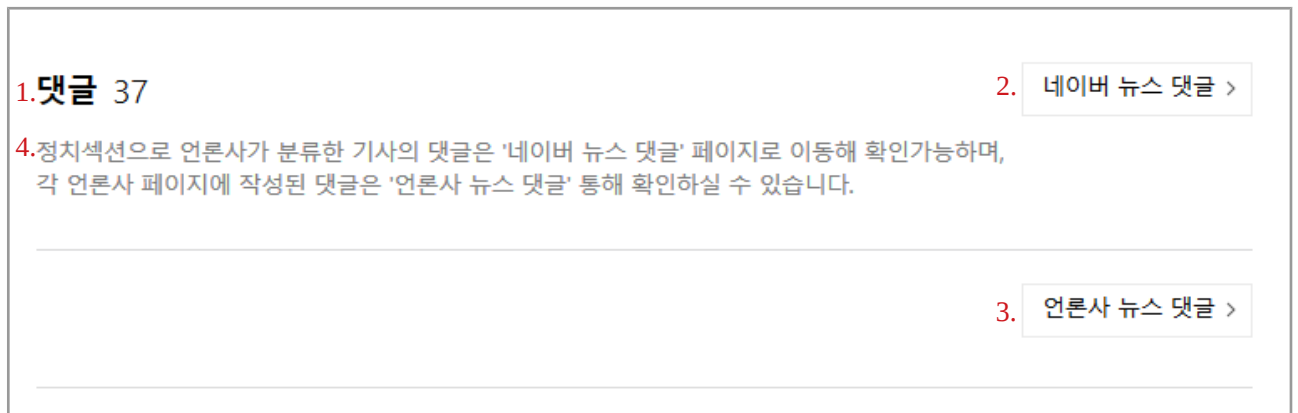 1. 댓글 37
2. 네이버 뉴스 댓글 >
4. 정치섹션으로 언론사가 분류한 기사의 댓글은 '네이버 뉴스 댓글' 페이지로 이동해 확인가능하며,
각 언론사 페이지에 작성된 댓글은 '언론사 뉴스 댓글' 통해 확인하실 수 있습니다.
3. 언론사 뉴스 댓글 >